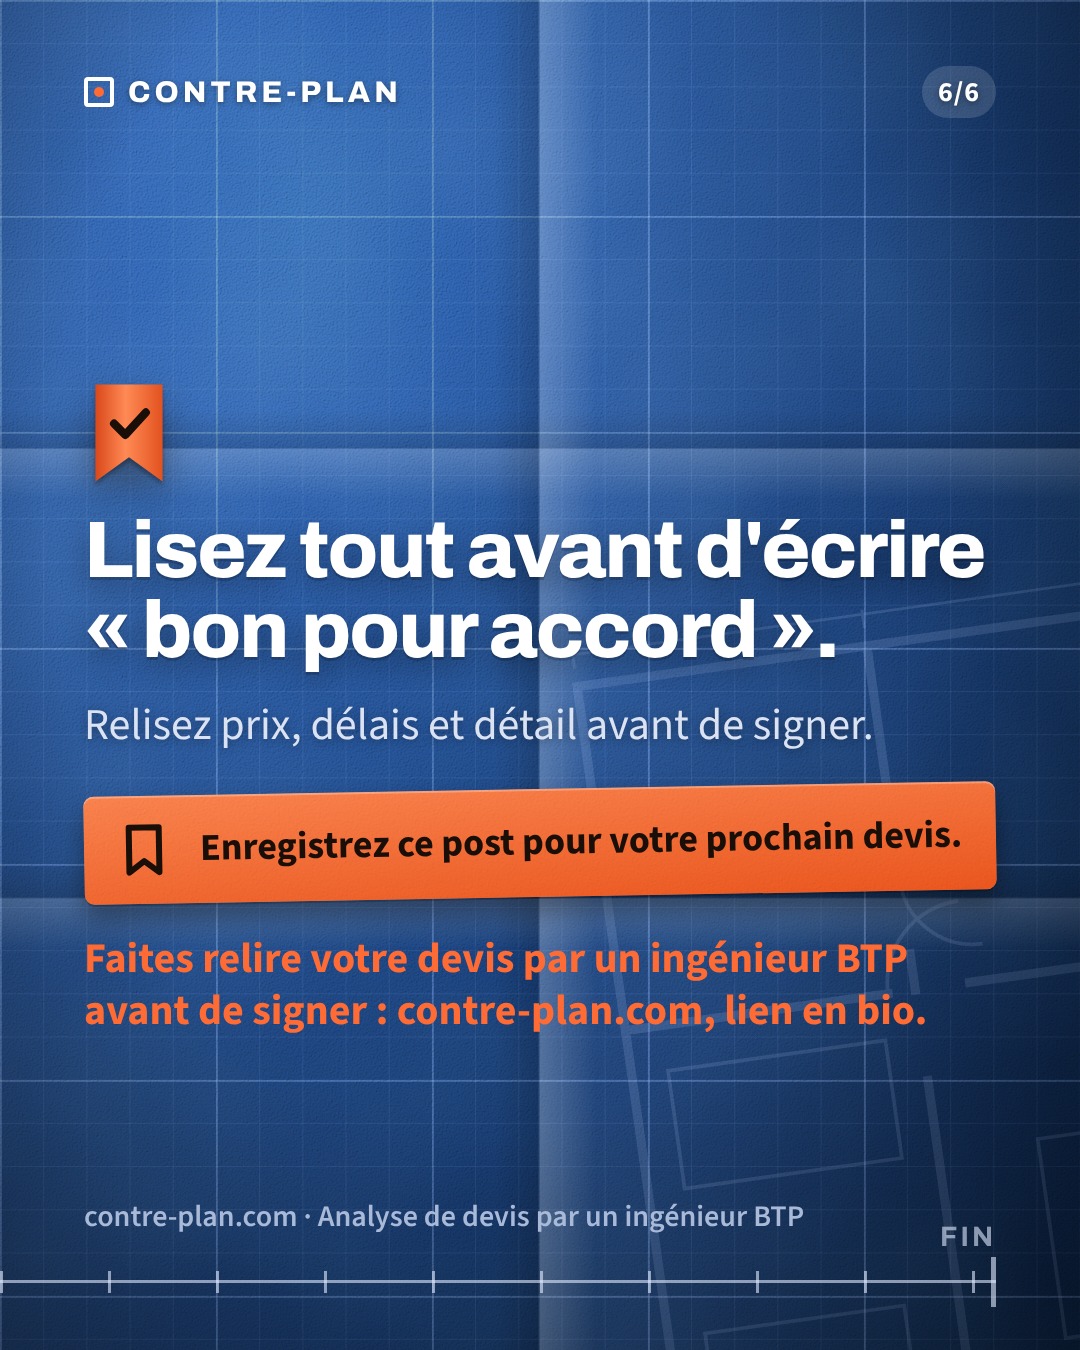 CONTRE-PLAN
6/6
Lisez tout avant d'écrire
« bon pour accord ».
Relisez prix, délais et détail avant de signer.
Enregistrez ce post pour votre prochain devis.
Faites relire votre devis par un ingénieur BTP
avant de signer : contre-plan.com, lien en bio.
contre-plan.com · Analyse de devis par un ingénieur BTP
FIN